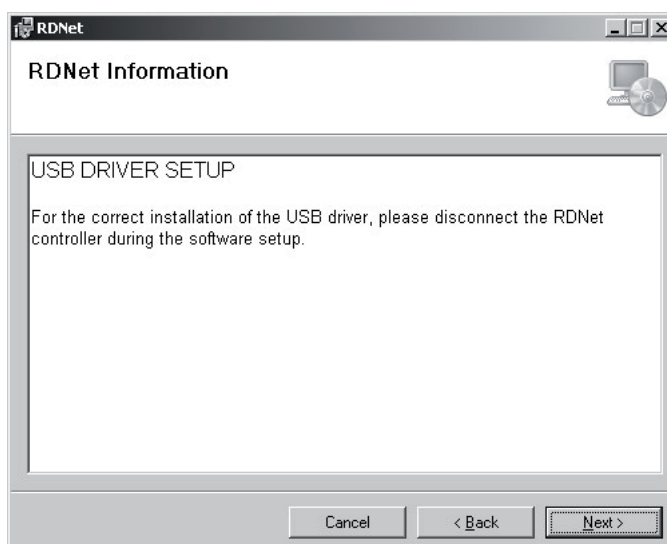 RDNet
RDNet Information
USB DRIVER SETUP
For the correct installation of the USB driver, please disconnect the RDNet
controller during the software setup.
Cancel
< Back
Next >